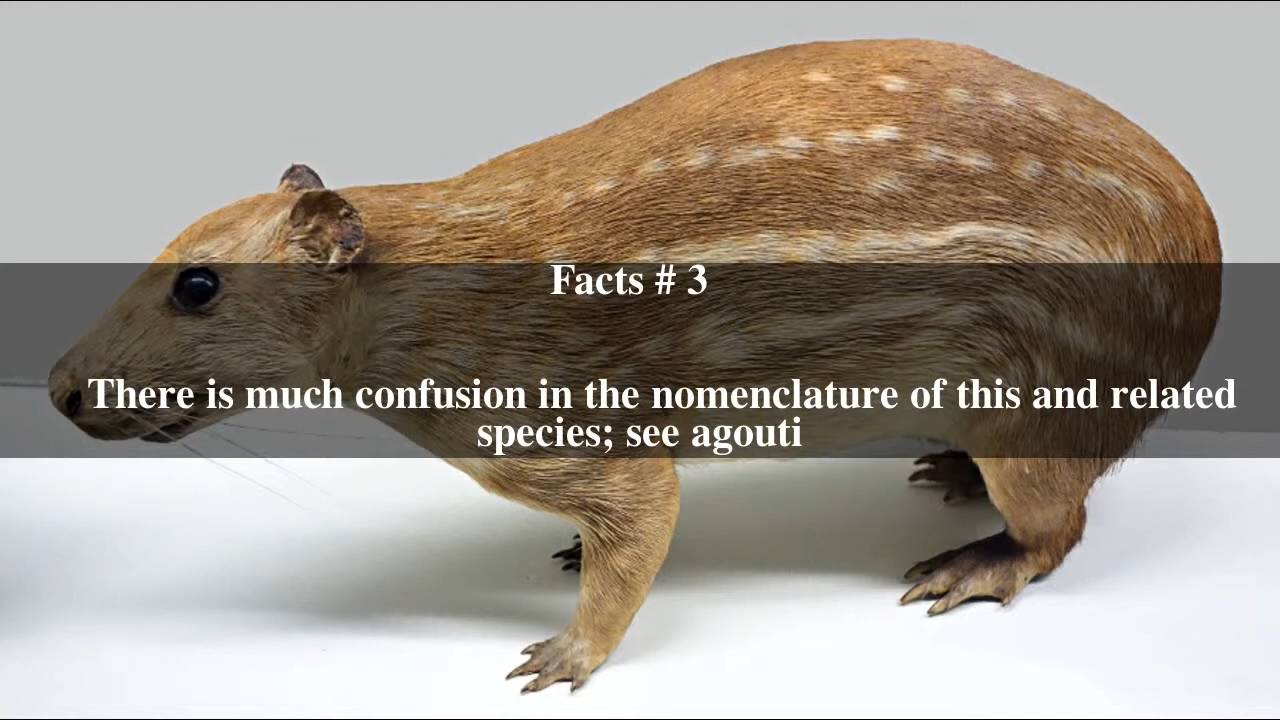 Facts # 3
There is much confusion in the nomenclature of this and related
species; see agouti